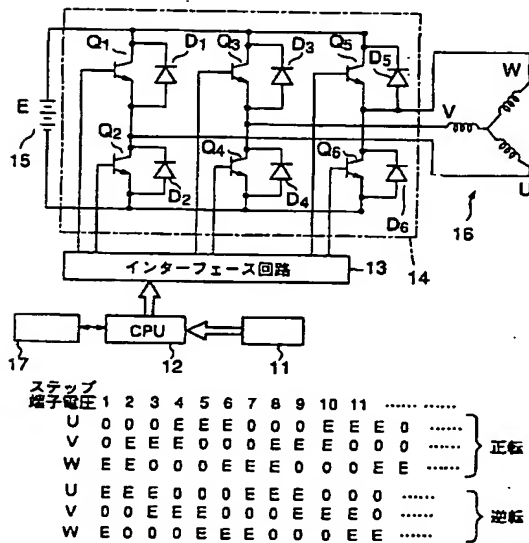 Q1 D1 Q3 D3 Q5 D5 W
E V
15
Q2 D2 Q4 D4 Q6 D6 U
16
インターフェース回路 13 14
CPU
17 12 11
ステップ
端子電圧 1 2 3 4 5 6 7 8 9 10 11 …… ……
U 0 0 0 E E E 0 0 0 E E E 0 ……
V 0 E E E 0 0 0 E E E 0 0 0 …… 正転
W E E 0 0 0 E E E 0 0 0 E E ……
U E E E 0 0 0 E E E 0 0 0 ……
V 0 0 E E E 0 0 0 E E E 0 …… 逆転
W E 0 0 0 E E E 0 0 0 E E ……